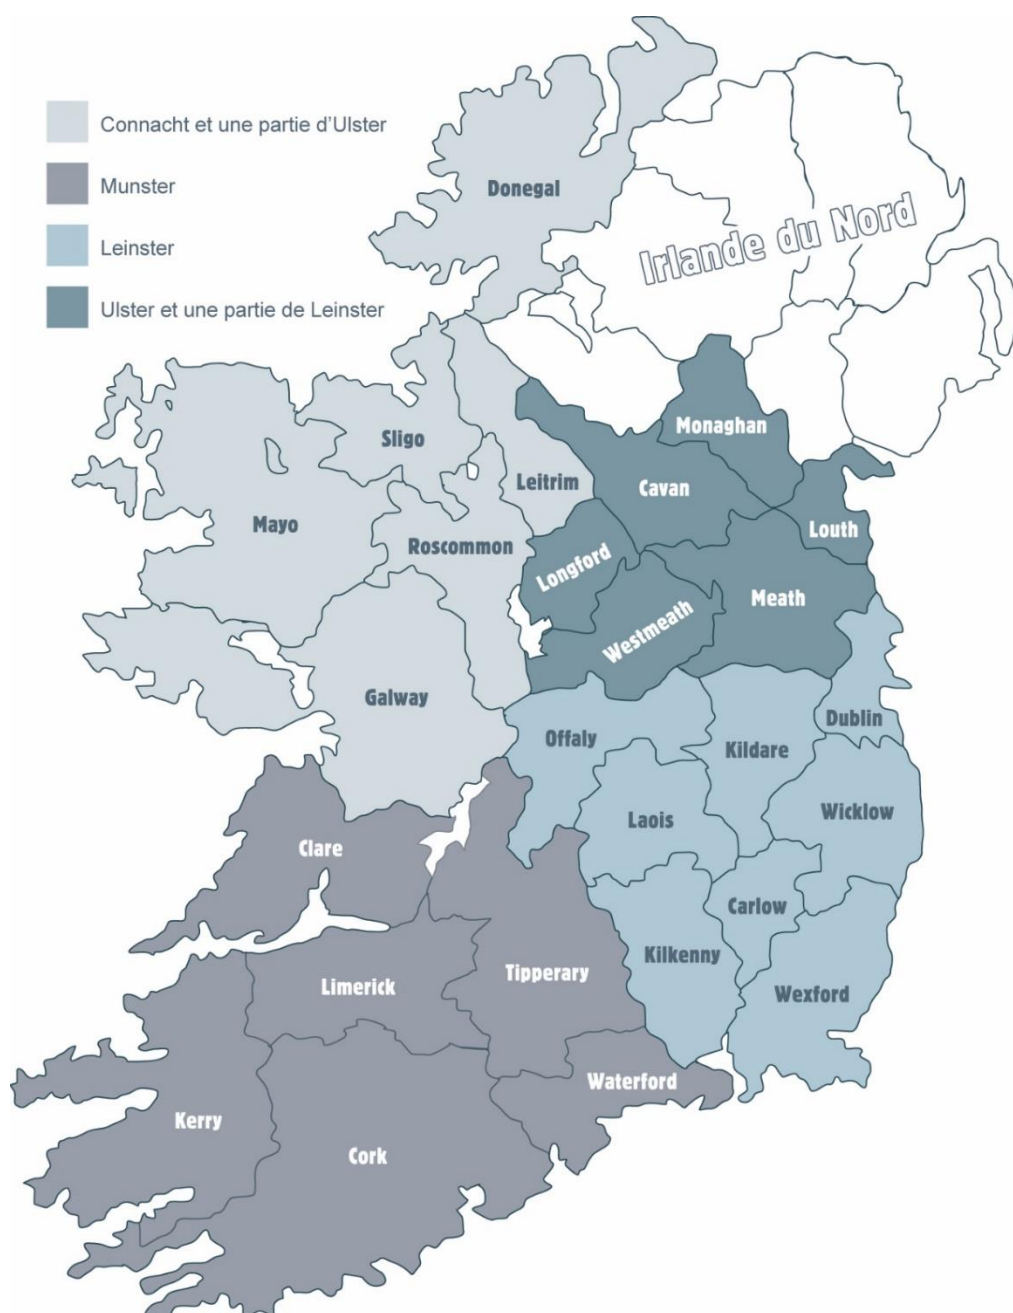 Connacht et une partie d'Ulster
Munster
Leinster
Ulster et une partie de Leinster
Donegal
Irlande du Nord
Monaghan
Sligo
Leitrim
Cavan
Mayo
Louth
Roscommon
Longford
Meath
Westmeath
Galway
Dublin
Offaly
Kildare
Wicklow
Laois
Clare
Carlow
Kilkenny
Tipperary
Limerick
Wexford
Waterford
Kerry
Cork